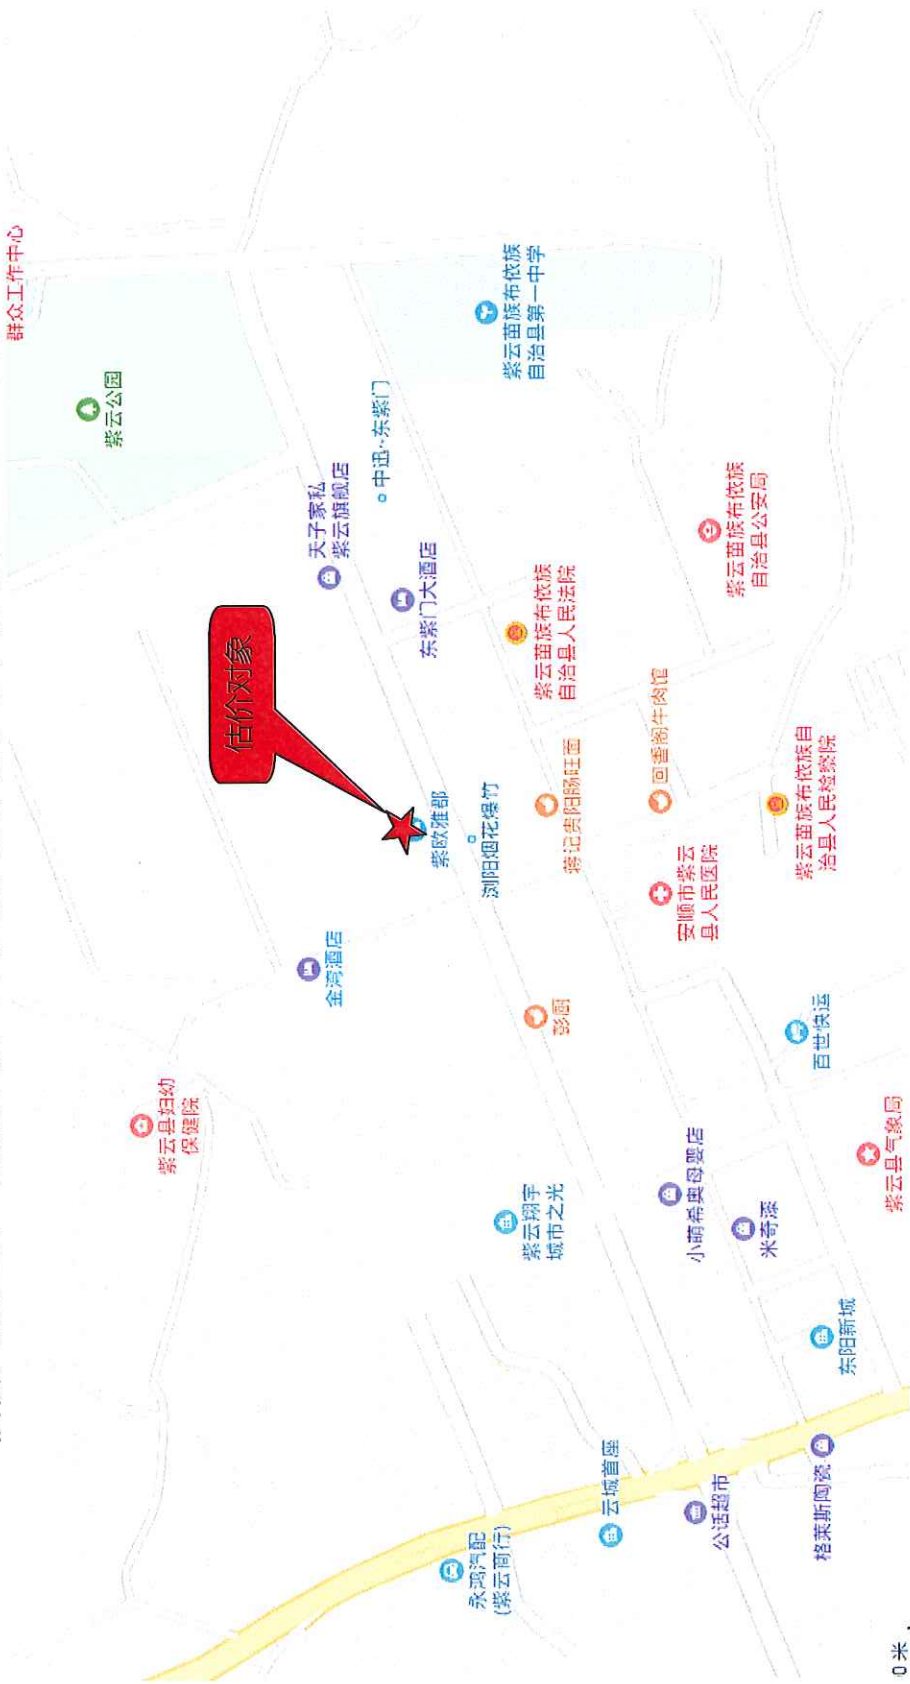 群众工作中心
紫云公园
紫云县妇幼
保健院
估价对象
天子家私
紫云旗舰店
金湾酒店
中迅·东紫门
东紫门大酒店
紫欧雅郡
永鸿汽配
(紫云商行)
浏阳烟花爆竹
紫云苗族布依族
自治县第一中学
紫云翔宇
城市之光
紫云苗族布依族
自治县人民法院
彭厨
蒋记贵阳肠旺面
云城首座
回香阁牛肉馆
安顺市紫云
县人民医院
小萌希奥母婴店
公话超市
紫云苗族布依族
自治县公安局
米奇漆
紫云苗族布依族自
治县人民检察院
百世快运
格莱斯陶瓷
东阳新城
紫云县气象局
0米